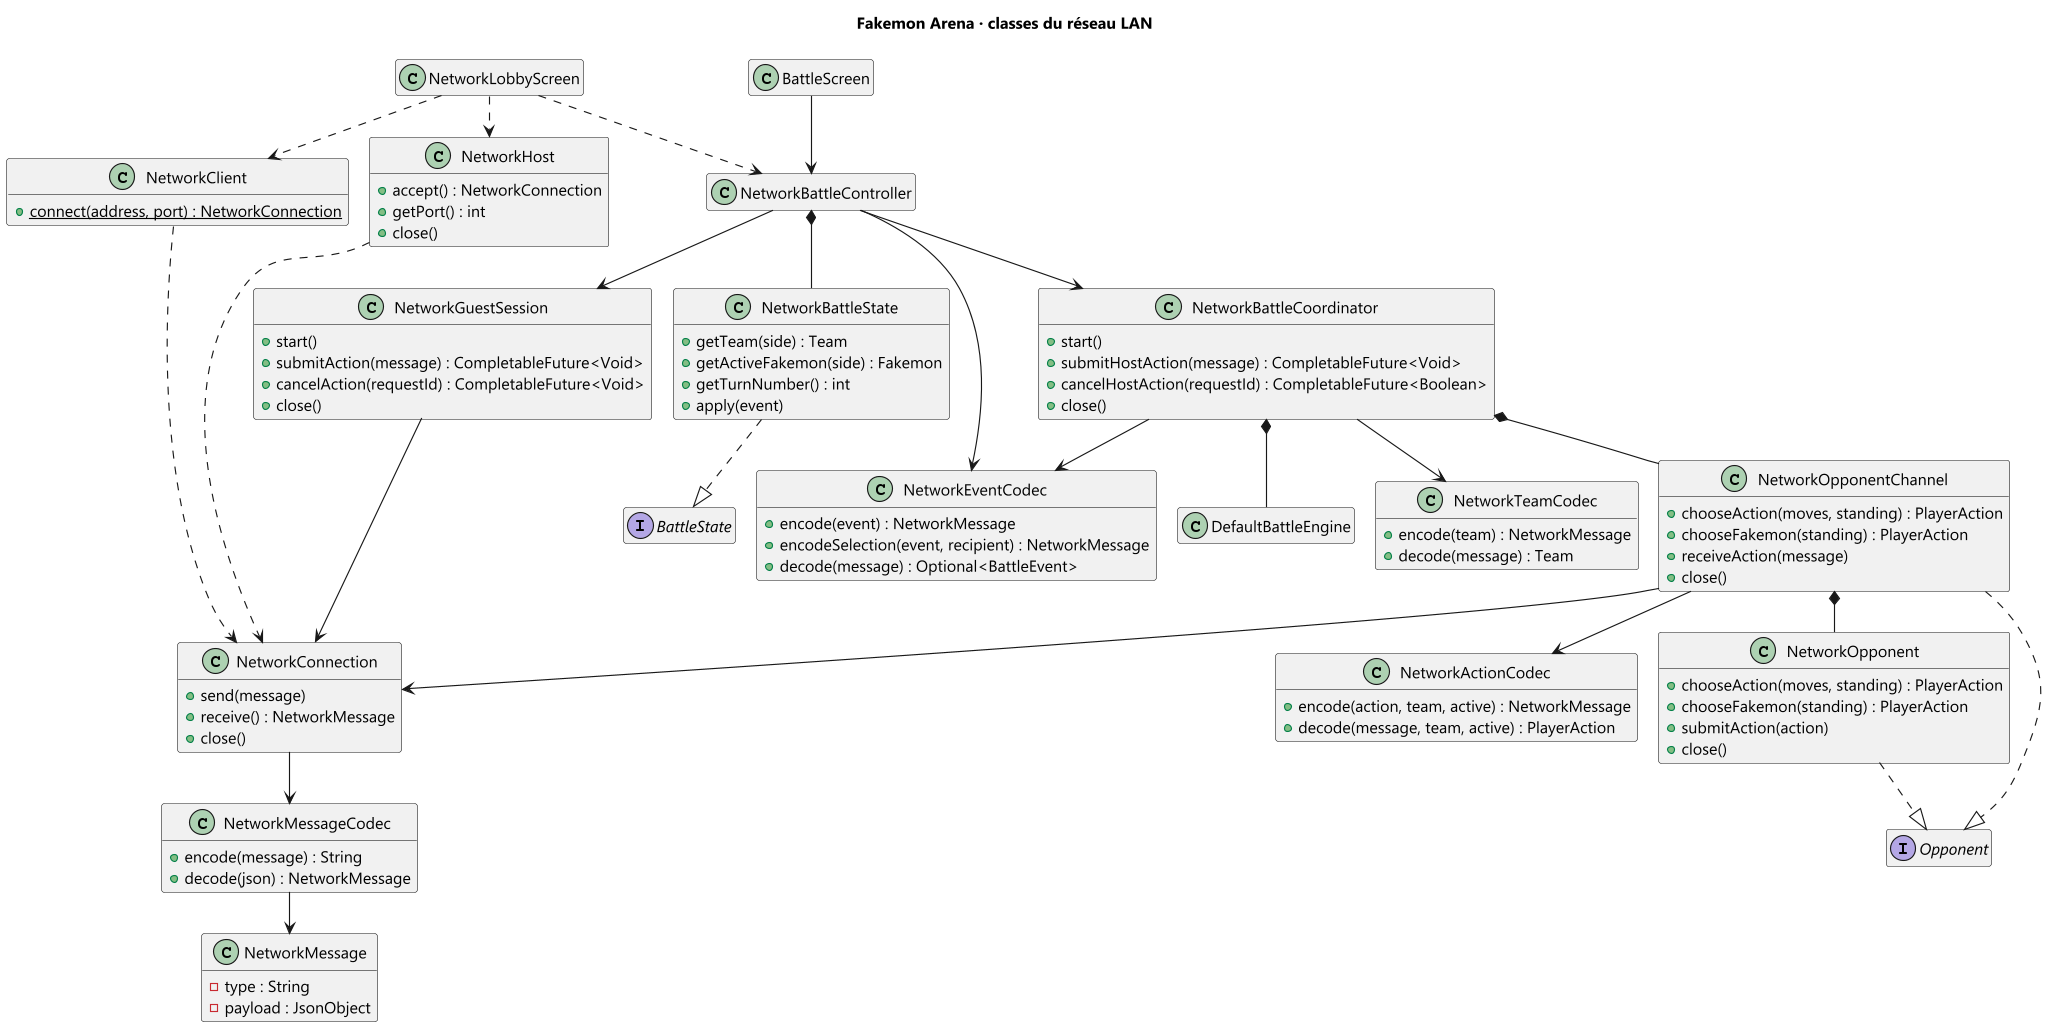 Fakemon Arena · classes du réseau LAN
C NetworkLobbyScreen
C BattleScreen
C NetworkClient
connect(address, port) : NetworkConnection
C NetworkHost
accept() : NetworkConnection
getPort() : int
close()
C NetworkBattleController
C NetworkGuestSession
start()
submitAction(message) : CompletableFuture<Void>
cancelAction(requestId) : CompletableFuture<Void>
close()
C NetworkBattleState
getTeam(side) : Team
getActiveFakemon(side) : Fakemon
getTurnNumber() : int
apply(event)
C NetworkBattleCoordinator
start()
submitHostAction(message) : CompletableFuture<Void>
cancelHostAction(requestId) : CompletableFuture<Boolean>
close()
I BattleState
C NetworkEventCodec
encode(event) : NetworkMessage
encodeSelection(event, recipient) : NetworkMessage
decode(message) : Optional<BattleEvent>
C DefaultBattleEngine
C NetworkTeamCodec
encode(team) : NetworkMessage
decode(message) : Team
C NetworkOpponentChannel
chooseAction(moves, standing) : PlayerAction
chooseFakemon(standing) : PlayerAction
receiveAction(message)
close()
C NetworkConnection
send(message)
receive() : NetworkMessage
close()
C NetworkActionCodec
encode(action, team, active) : NetworkMessage
decode(message, team, active) : PlayerAction
C NetworkOpponent
chooseAction(moves, standing) : PlayerAction
chooseFakemon(standing) : PlayerAction
submitAction(action)
close()
C NetworkMessageCodec
encode(message) : String
decode(json) : NetworkMessage
I Opponent
C NetworkMessage
type : String
payload : JsonObject